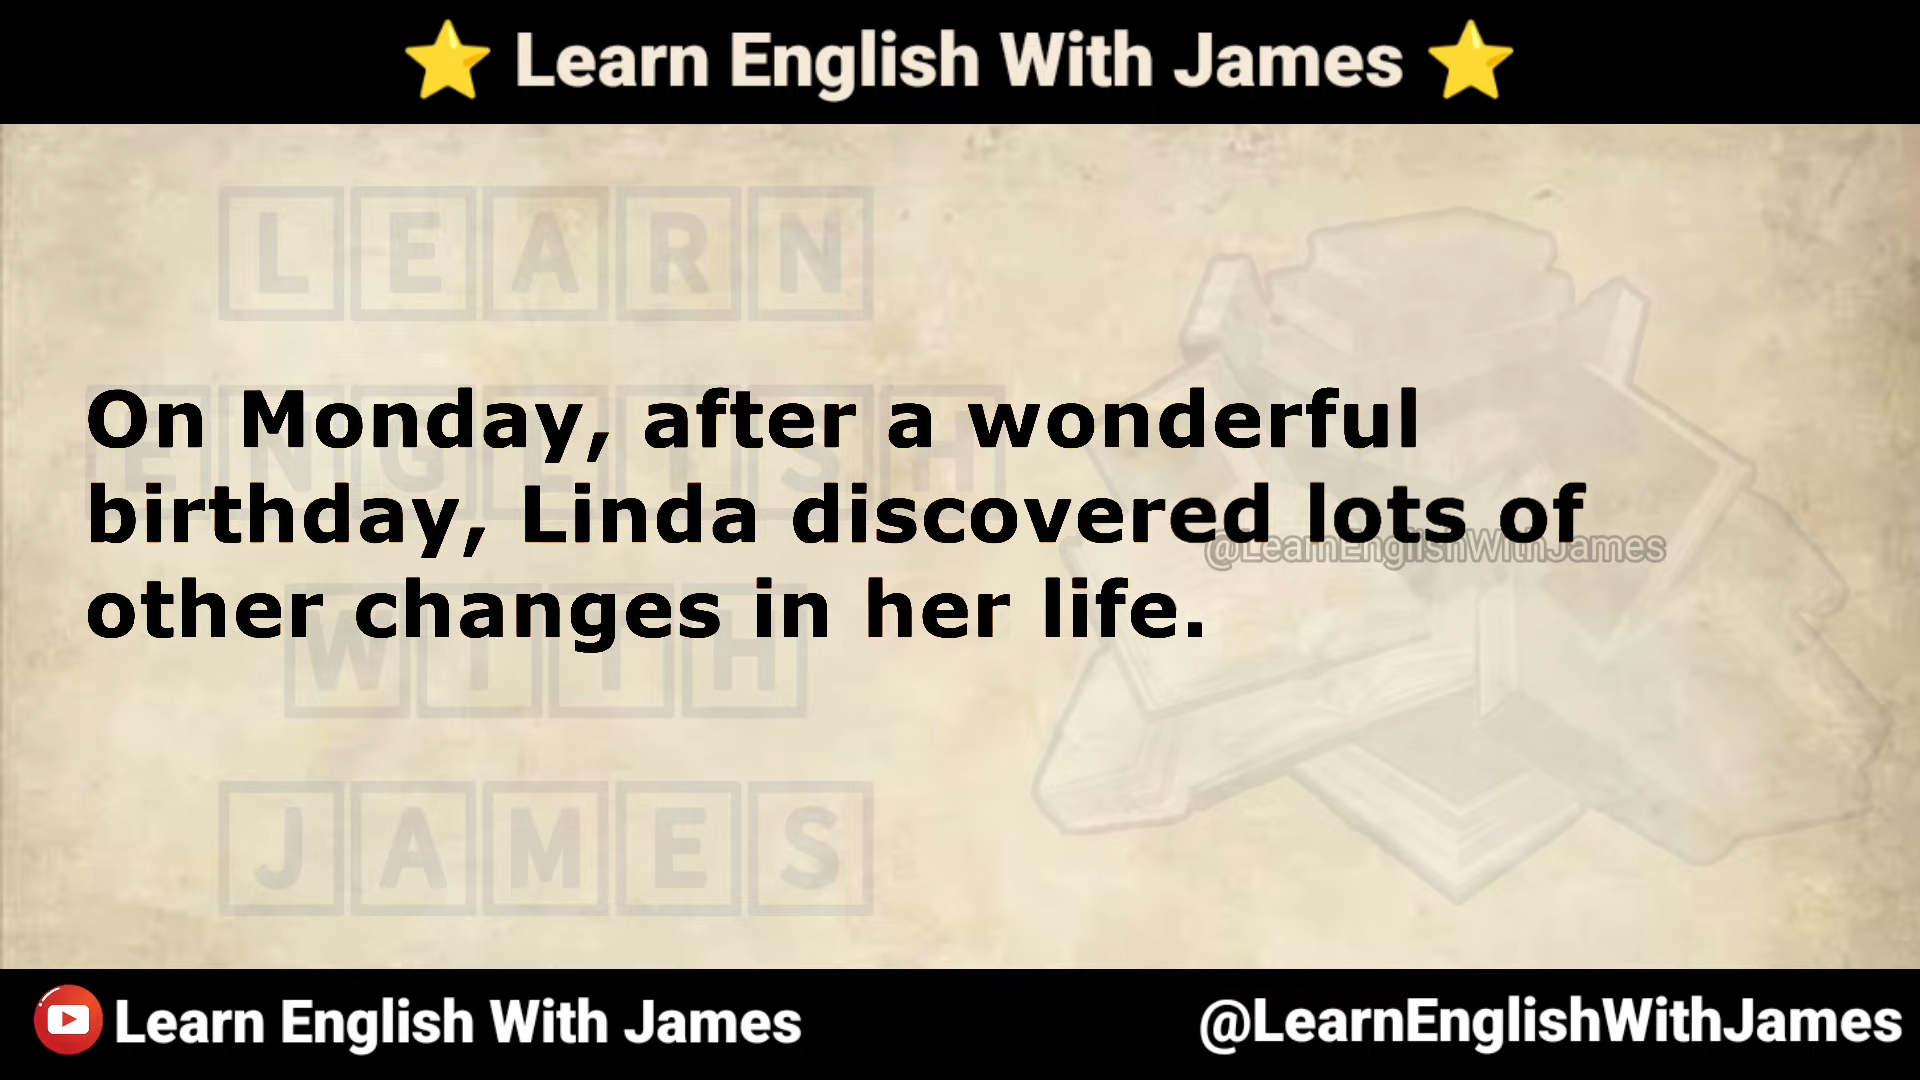 ⭐ Learn English With James ⭐
LEARN
ENGLISH
WITH
JAMES
On Monday, after a wonderful
birthday, Linda discovered lots of
other changes in her life.
@LearnEnglishWithJames
Learn English With James
@LearnEnglishWithJames